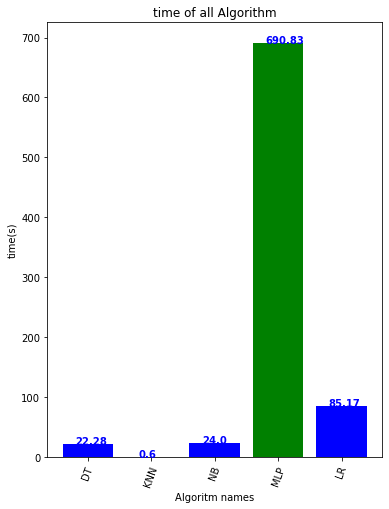 time of all Algorithm
700
600
500
400
300
200
100
0
time(s)
22.28
0.6
24.0
690.83
85.17
DT
KNN
NB
MLP
LR
Algoritm names